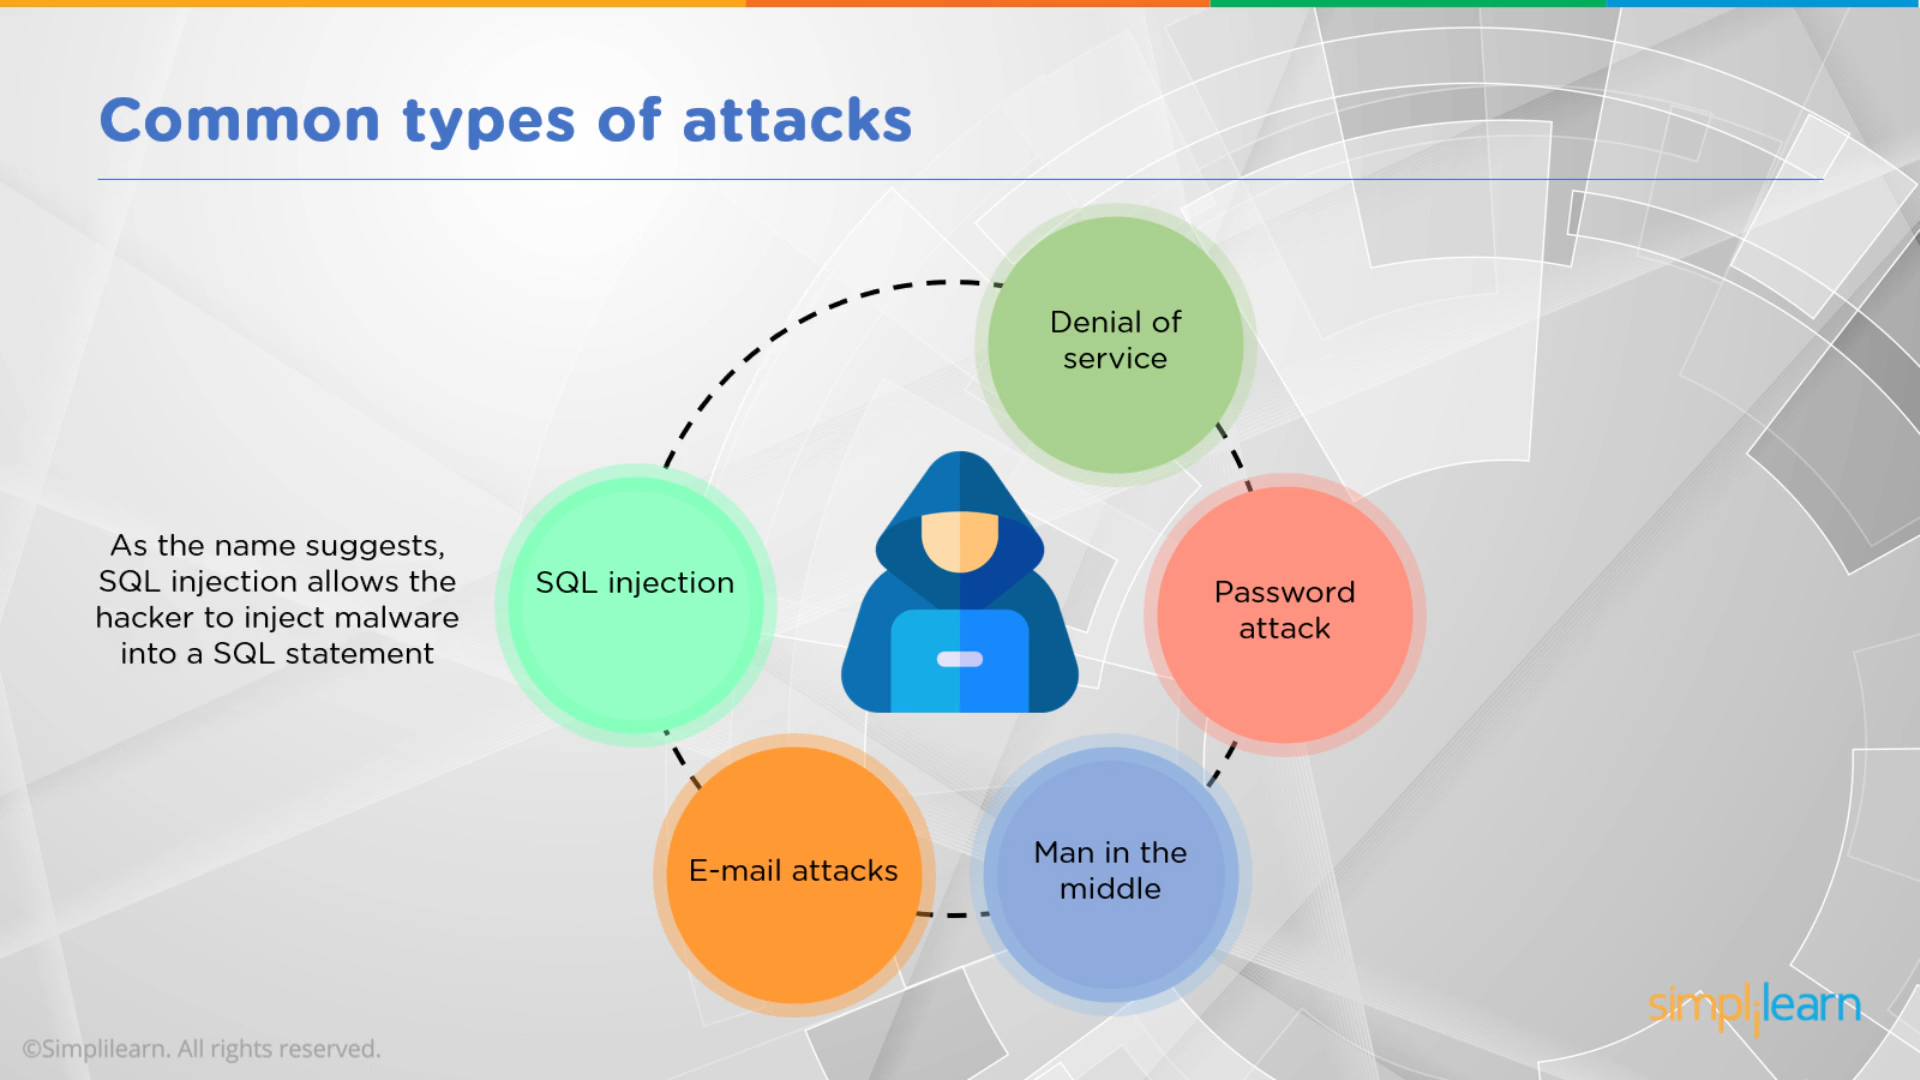 Common types of attacks
Denial of
service
As the name suggests,
SQL injection allows the
hacker to inject malware
into a SQL statement
SQL injection
Password
attack
E-mail attacks
Man in the
middle
simplilearn
©Simplilearn. All rights reserved.